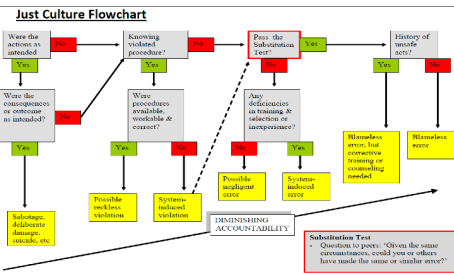 Just Culture Flowchart
Were the
actions as
intended
No
Knowing
violated
procedure?
No
Pass the
Substitution
Test?
Yes
History of
unsafe
acts?
Yes
Yes
No
Yes
No
Were the
consequences
or outcome
as intended?
No
Were
procedures
available,
workable &
correct?
Any
deficiencies
in training &
selection or
inexperience?
Yes
Yes
No
No
Yes
Blameless
error, but
corrective
training or
counseling
needed
Blameless
error
Sabotage,
deliberate
damage,
suicide, etc
Possible
reckless
violation
System-
induced
violation
Possible
negligent
error
System-
induced
error
DIMINISHING
ACCOUNTABILITY
Substitution Test
- Question to peers: 'Given the same
circumstances, could you or others
have made the same or similar error?'